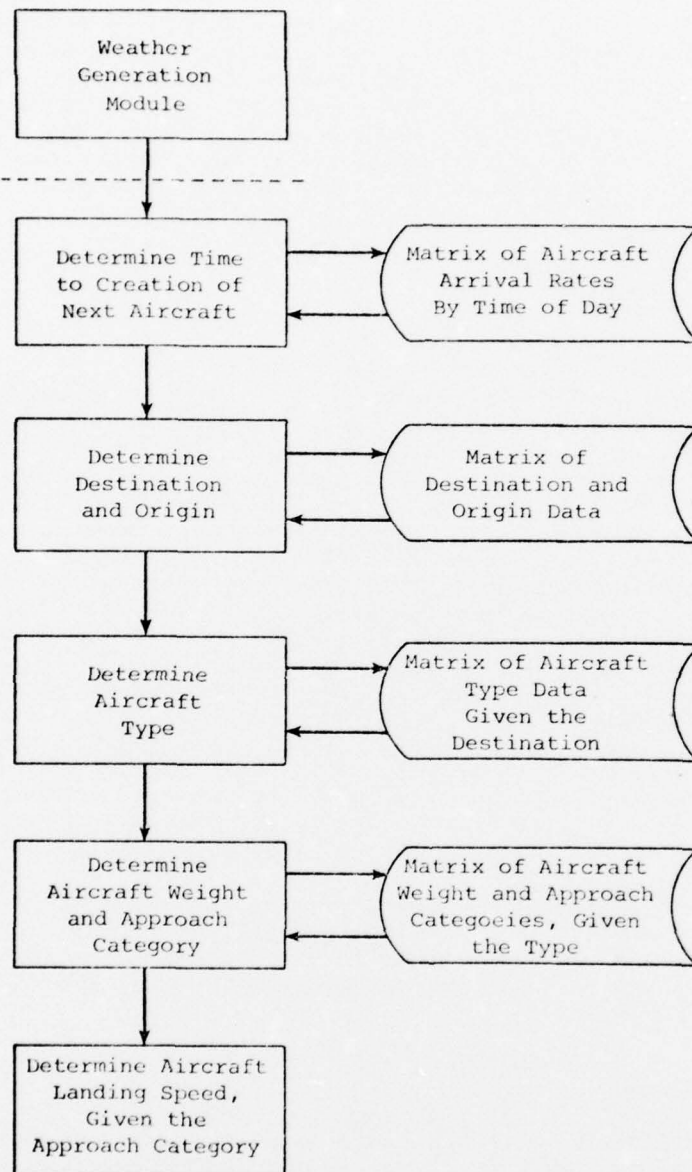 Weather
Generation
Module
Determine Time
to Creation of
Next Aircraft
Matrix of Aircraft
Arrival Rates
By Time of Day
Determine
Destination
and Origin
Matrix of
Destination and
Origin Data
Determine
Aircraft
Type
Matrix of Aircraft
Type Data
Given the
Destination
Determine
Aircraft Weight
and Approach
Category
Matrix of Aircraft
Weight and Approach
Categoeies, Given
the Type
Determine Aircraft
Landing Speed,
Given the
Approach Category